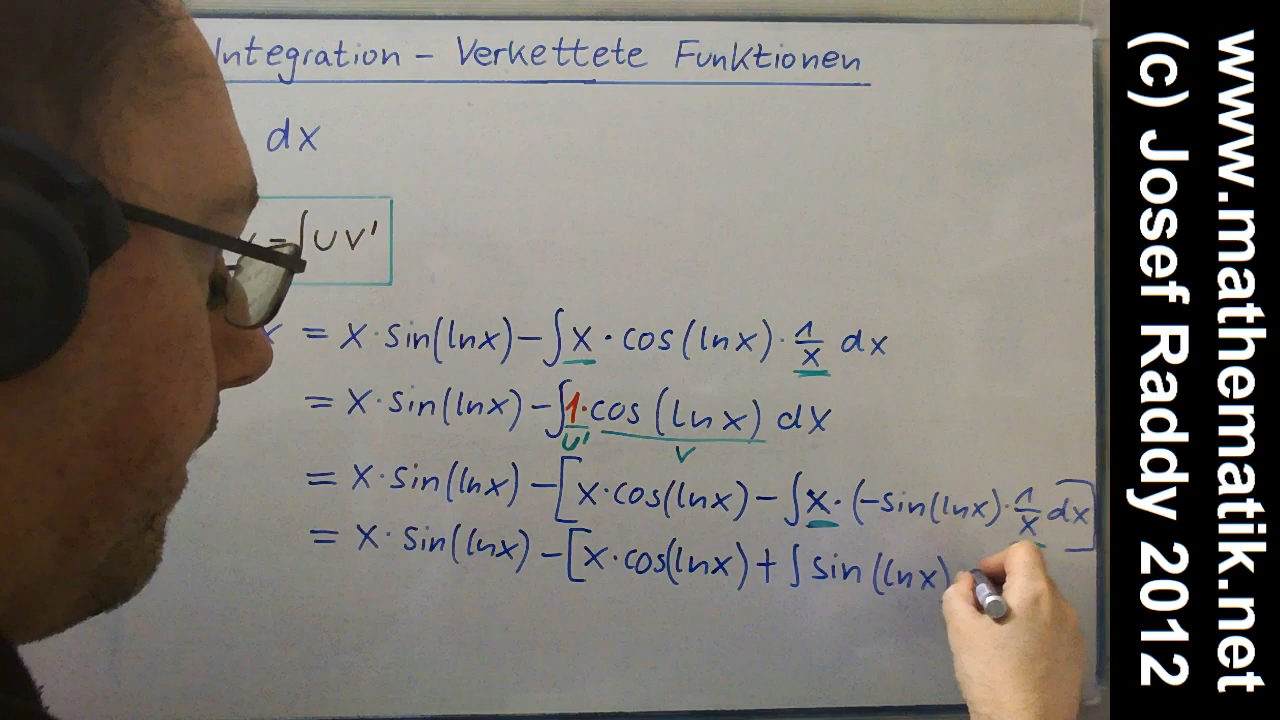 Integration - Verkettete Funktionen
dx
= ∫ u v'
x = x·sin(lnx) - ∫ x · cos(lnx) · 1/x dx
= x·sin(lnx) - ∫ 1·cos(lnx) dx
u' v
= x·sin(lnx) - [x·cos(lnx) - ∫ x · (-sin(lnx) · 1/x dx]
= x·sin(lnx) - [x·cos(lnx) + ∫ sin(lnx)
www.mathematik.net
(c) Josef Raddy 2012